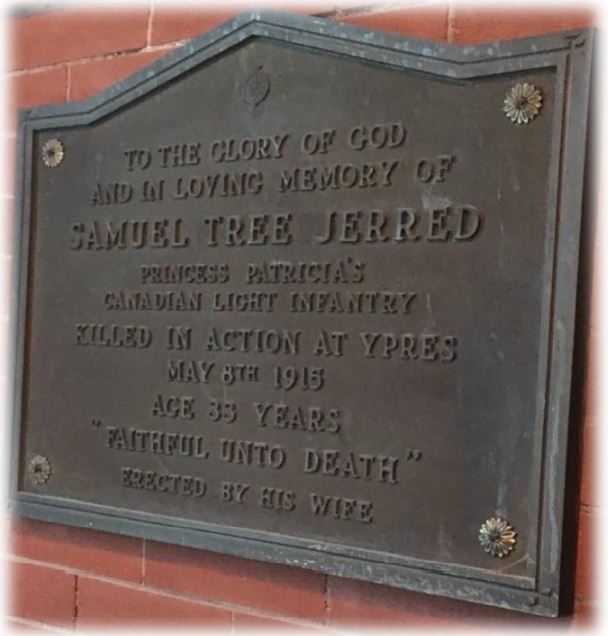 TO THE GLORY OF GOD
AND IN LOVING MEMORY OF
SAMUEL TREE JERRED
PRINCESS PATRICIA'S
CANADIAN LIGHT INFANTRY
KILLED IN ACTION AT YPRES
MAY 8TH 1915
AGE 33 YEARS
"FAITHFUL UNTO DEATH"
ERECTED BY HIS WIFE